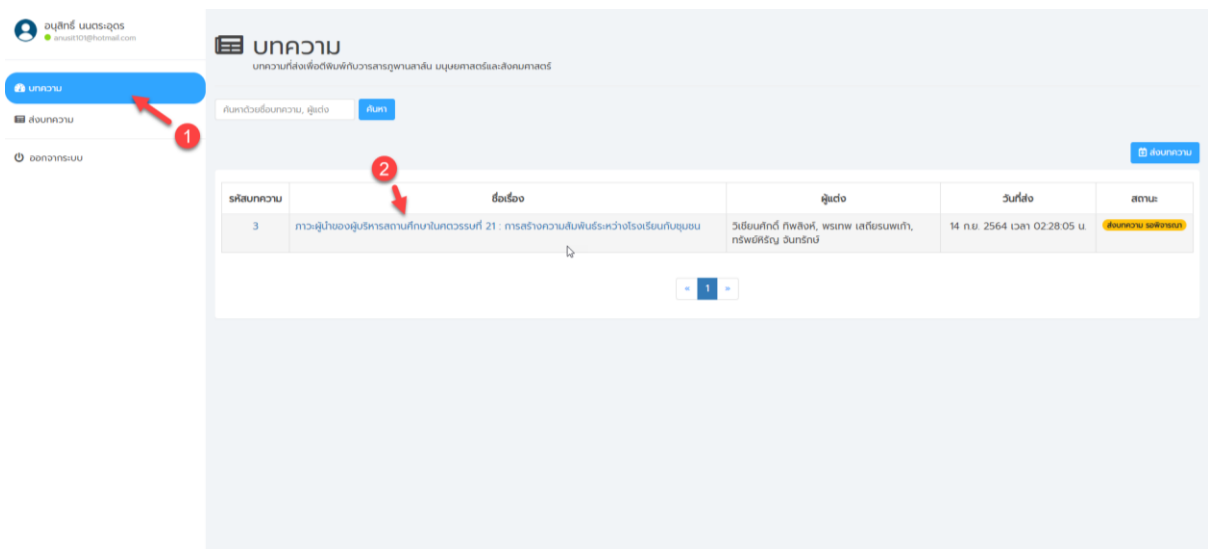 อนุสิทธิ์ นนตระอุดร
anusit101@hotmail.com
บทความ
บทความที่ส่งเพื่อตีพิมพ์กับวารสารภูพานสาส์น มนุษยศาสตร์และสังคมศาสตร์
บทความ
ค้นหาด้วยชื่อบทความ, ผู้แต่ง ค้นหา
ส่งบทความ
1
ออกจากระบบ
ส่งบทความ
2
รหัสบทความ ชื่อเรื่อง ผู้แต่ง วันที่ส่ง สถานะ
3 ภาวะผู้นำของผู้บริหารสถานศึกษาในศตวรรษที่ 21 : การสร้างความสัมพันธ์ระหว่างโรงเรียนกับชุมชน วิเชียนศักดิ์ ทิพสิงห์, พรเทพ เสถียรนพเก้า, 14 ก.ย. 2564 เวลา 02:28:05 น. ส่งบทความ รอพิจารณา
ทรัพย์หิรัญ จันทรักษ์
« 1 »